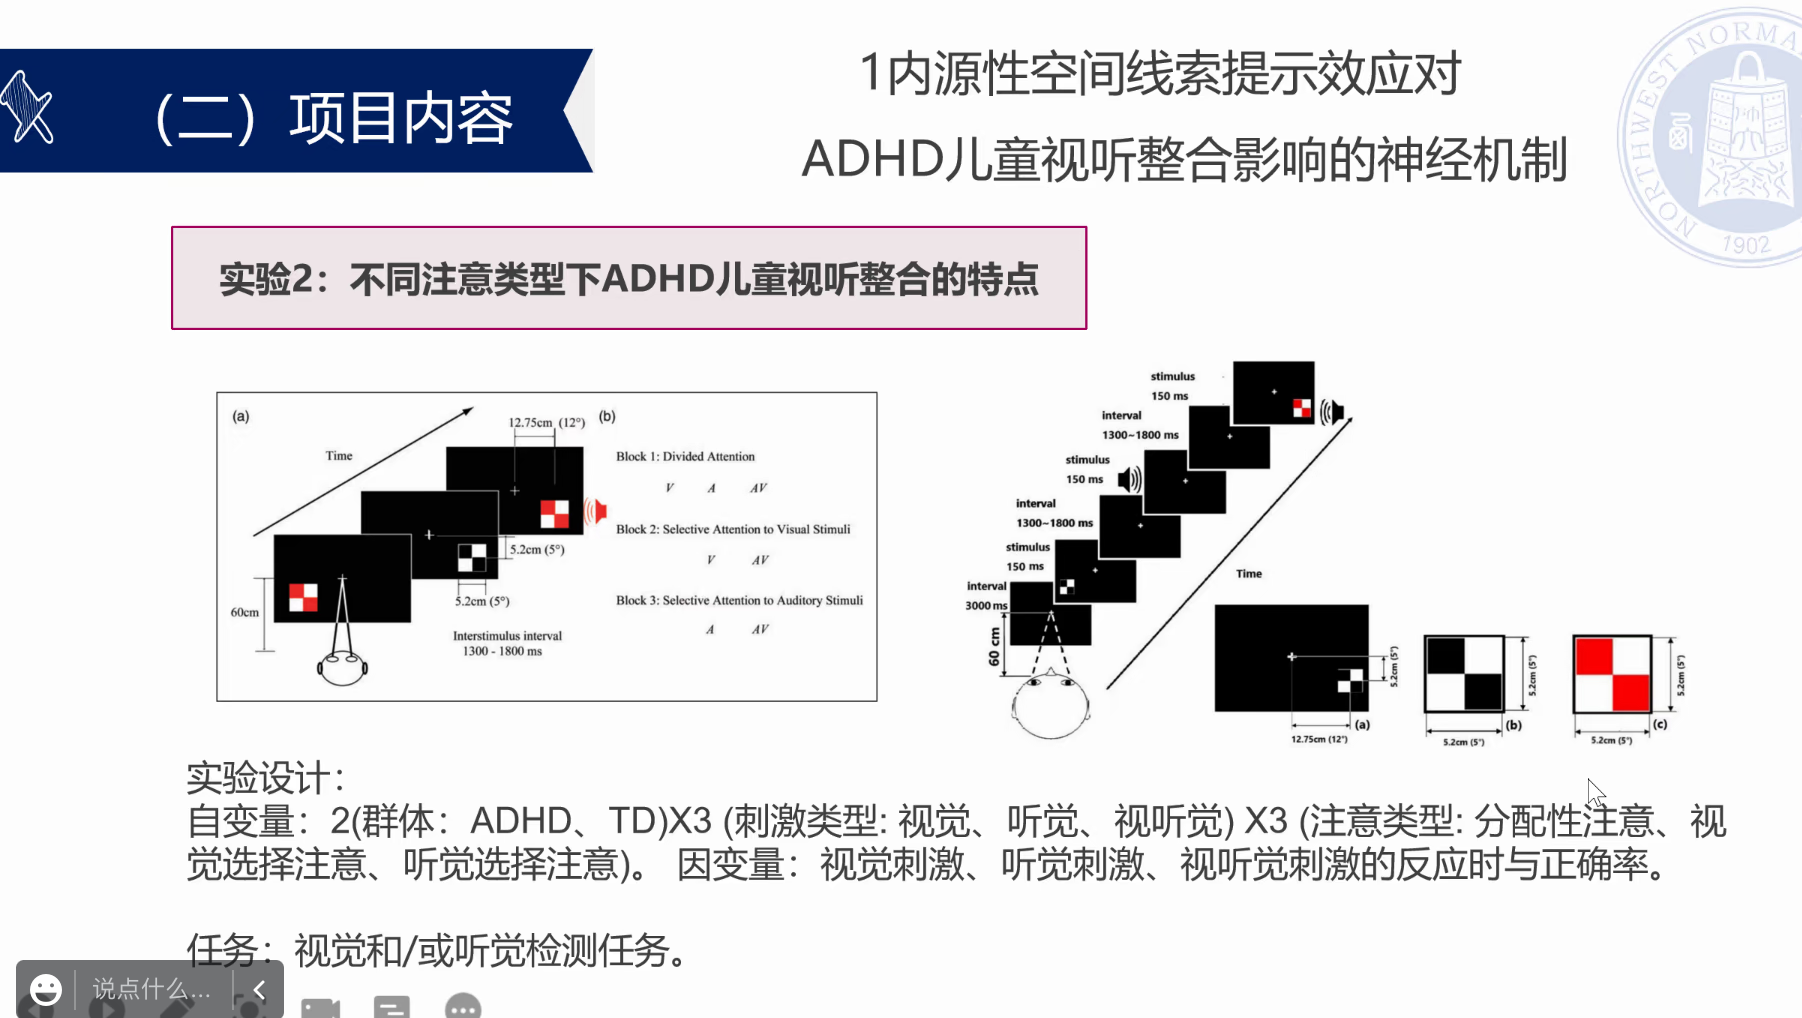 （二）项目内容
1内源性空间线索提示效应对
ADHD儿童视听整合影响的神经机制
NORTHWEST NORMA
1902
实验2：不同注意类型下ADHD儿童视听整合的特点
(a)
Time
12.75cm (12°)
5.2cm (5°)
5.2cm (5°)
60cm
Interstimulus interval
1300 - 1800 ms
(b)
Block 1: Divided Attention
V A AV
Block 2: Selective Attention to Visual Stimuli
V AV
Block 3: Selective Attention to Auditory Stimuli
A AV
stimulus
150 ms
interval
1300~1800 ms
stimulus
150 ms
interval
1300~1800 ms
stimulus
150 ms
interval
3000 ms
60 cm
Time
5.2cm (5°)
12.75cm (12°)
(a)
5.2cm (5°)
5.2cm (5°)
(b)
5.2cm (5°)
5.2cm (5°)
(c)
实验设计：
自变量：2(群体：ADHD、TD)X3 (刺激类型: 视觉、听觉、视听觉) X3 (注意类型: 分配性注意、视
觉选择注意、听觉选择注意)。 因变量：视觉刺激、听觉刺激、视听觉刺激的反应时与正确率。
任务：视觉和/或听觉检测任务。
说点什么...